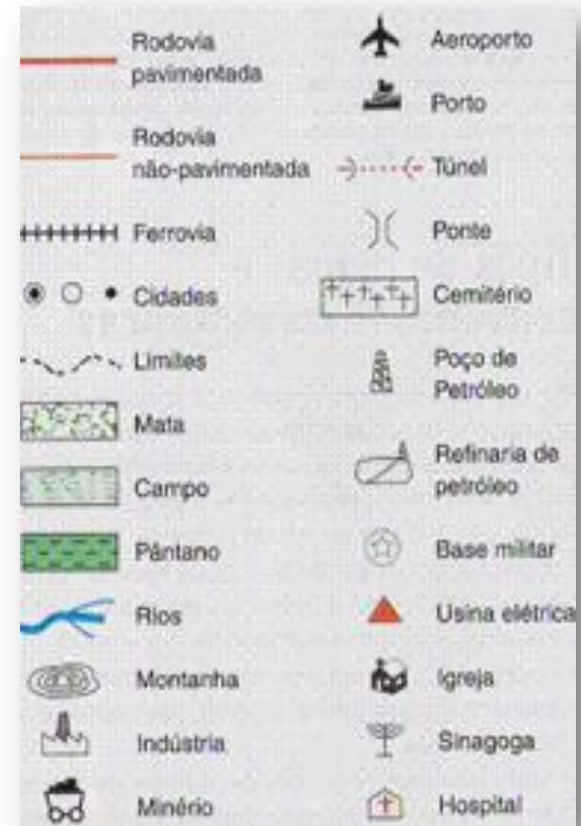 Rodovia
pavimentada
Rodovia
não-pavimentada
Ferrovia
Cidades
Limites
Mata
Campo
Pântano
Rios
Montanha
Indústria
Minério
Aeroporto
Porto
Túnel
Ponte
Cemitério
Poço de
Petróleo
Refinaria de
petróleo
Base militar
Usina elétrica
Igreja
Sinagoga
Hospital